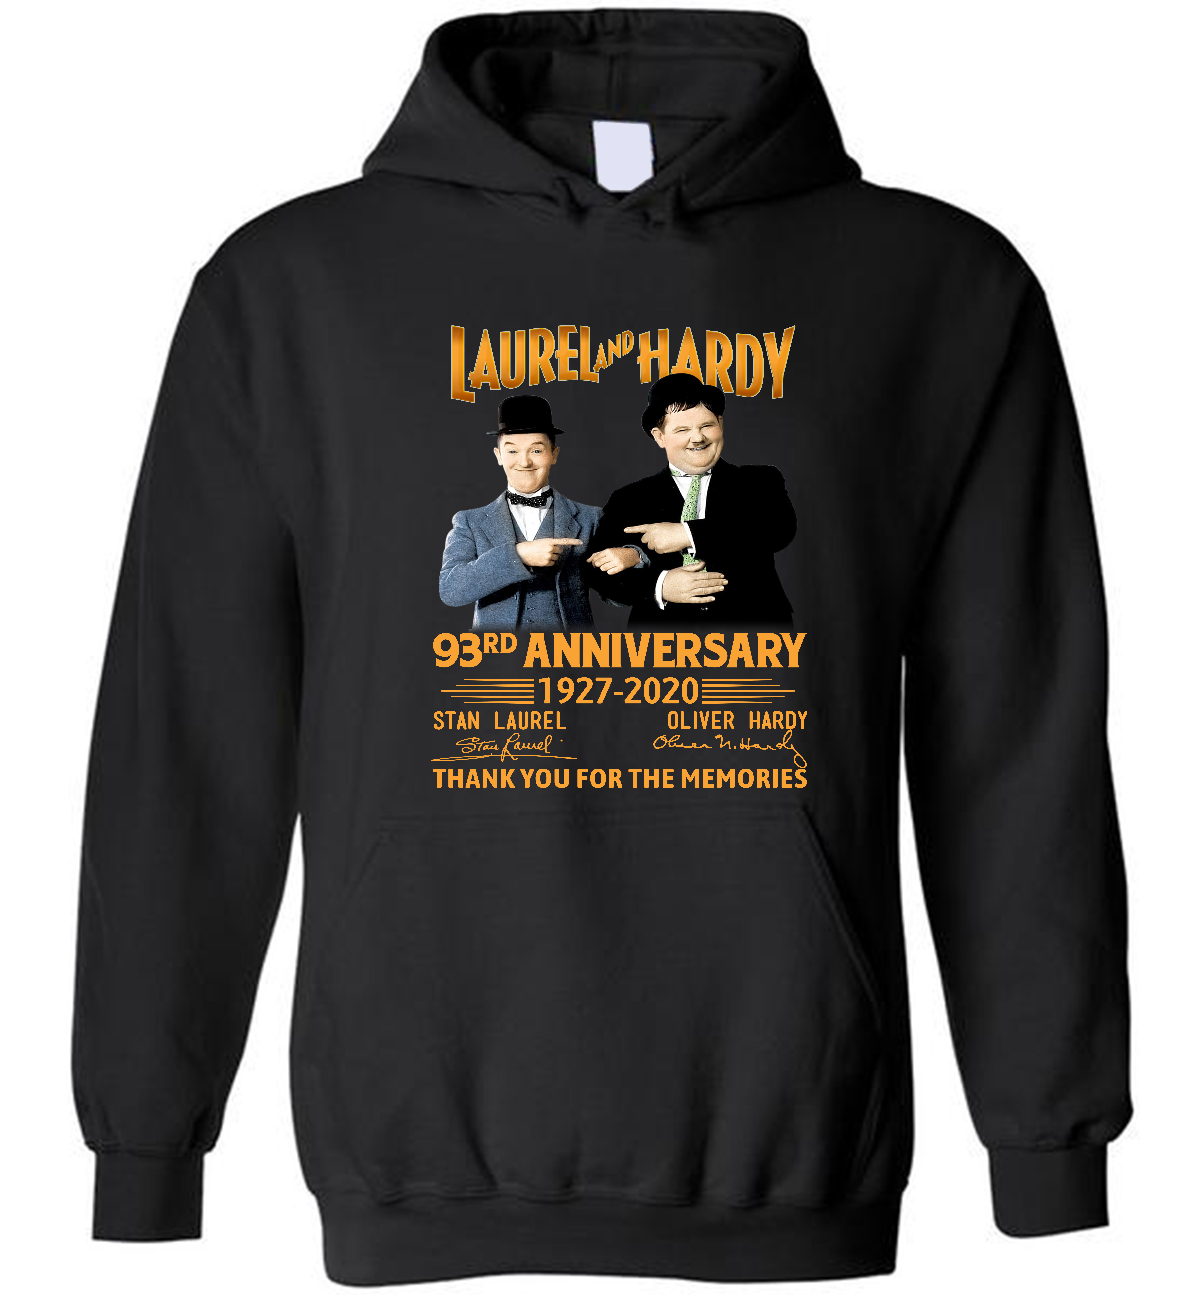 LAUREL AND HARDY
93RD ANNIVERSARY
1927-2020
STAN LAUREL OLIVER HARDY
Stan Laurel Oliver N. Hardy
THANK YOU FOR THE MEMORIES